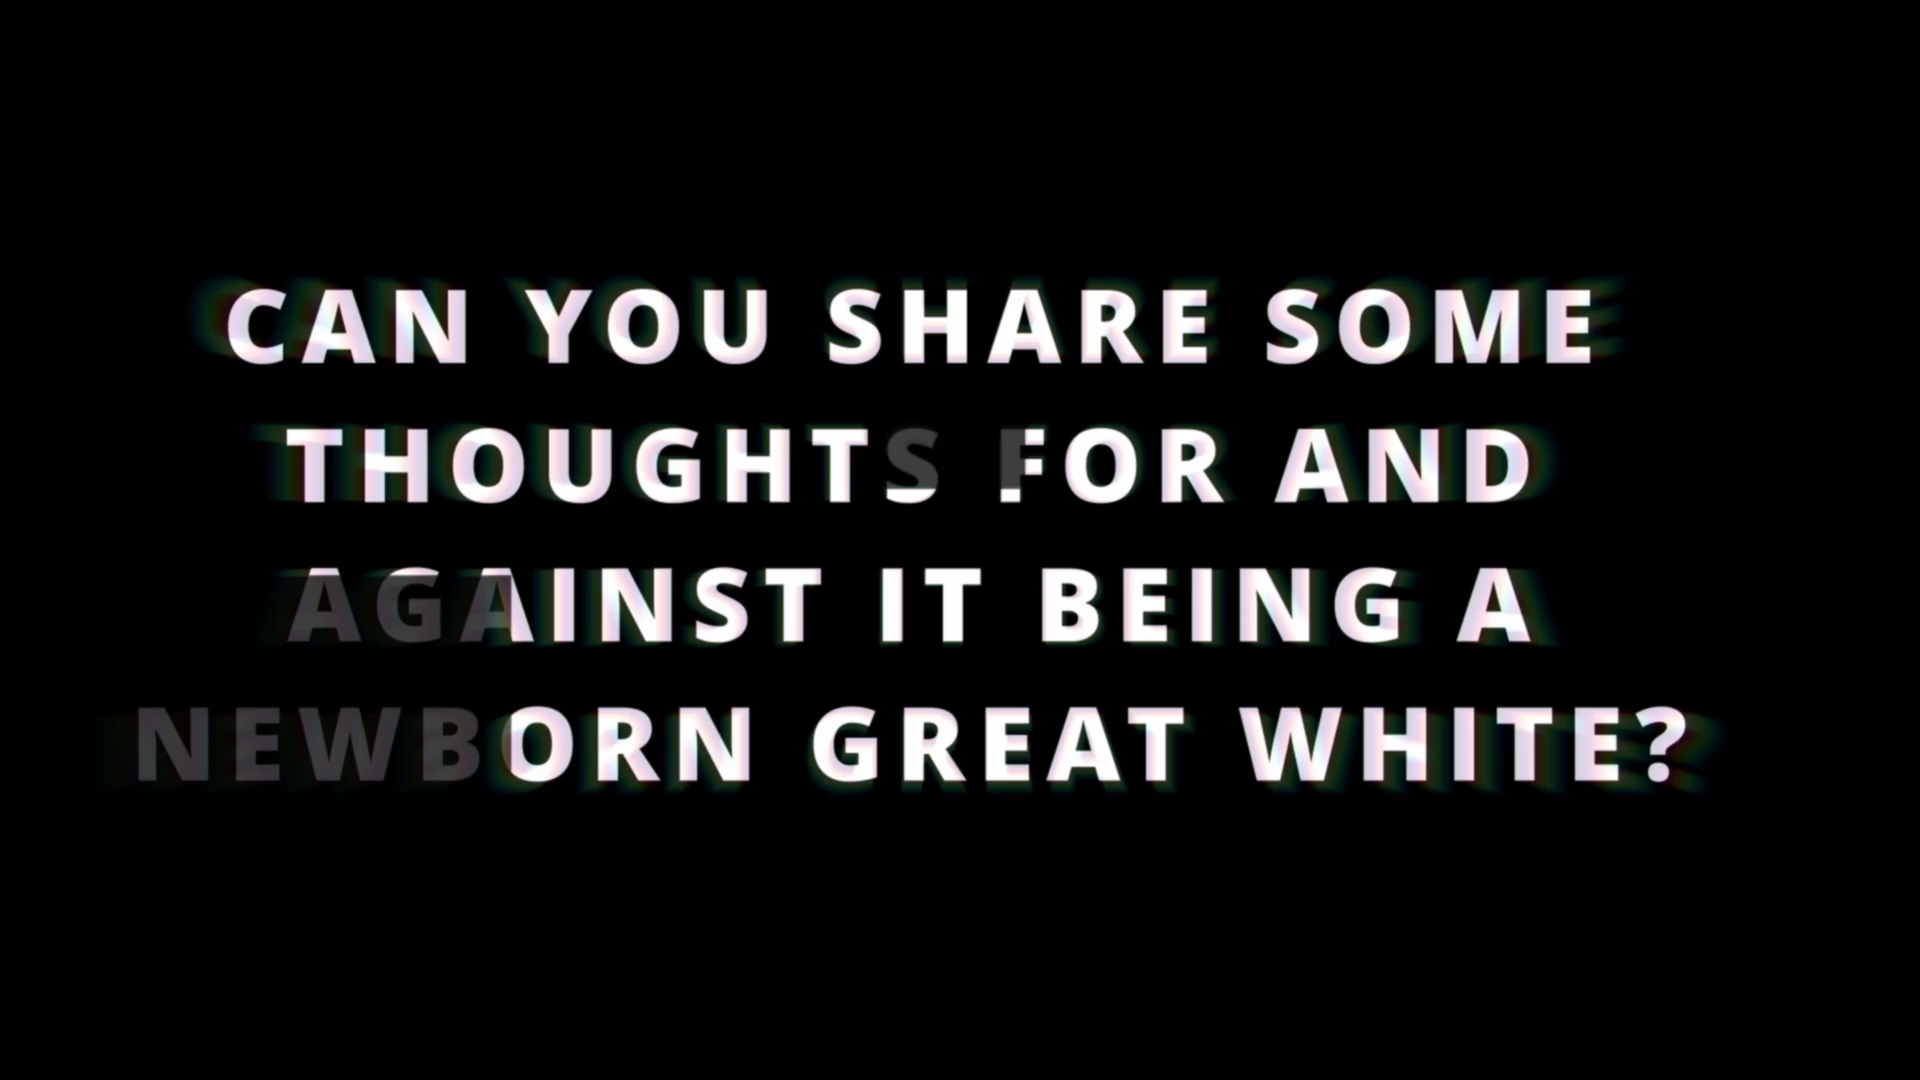 CAN YOU SHARE SOME
THOUGHTS FOR AND
AGAINST IT BEING A
NEWBORN GREAT WHITE?